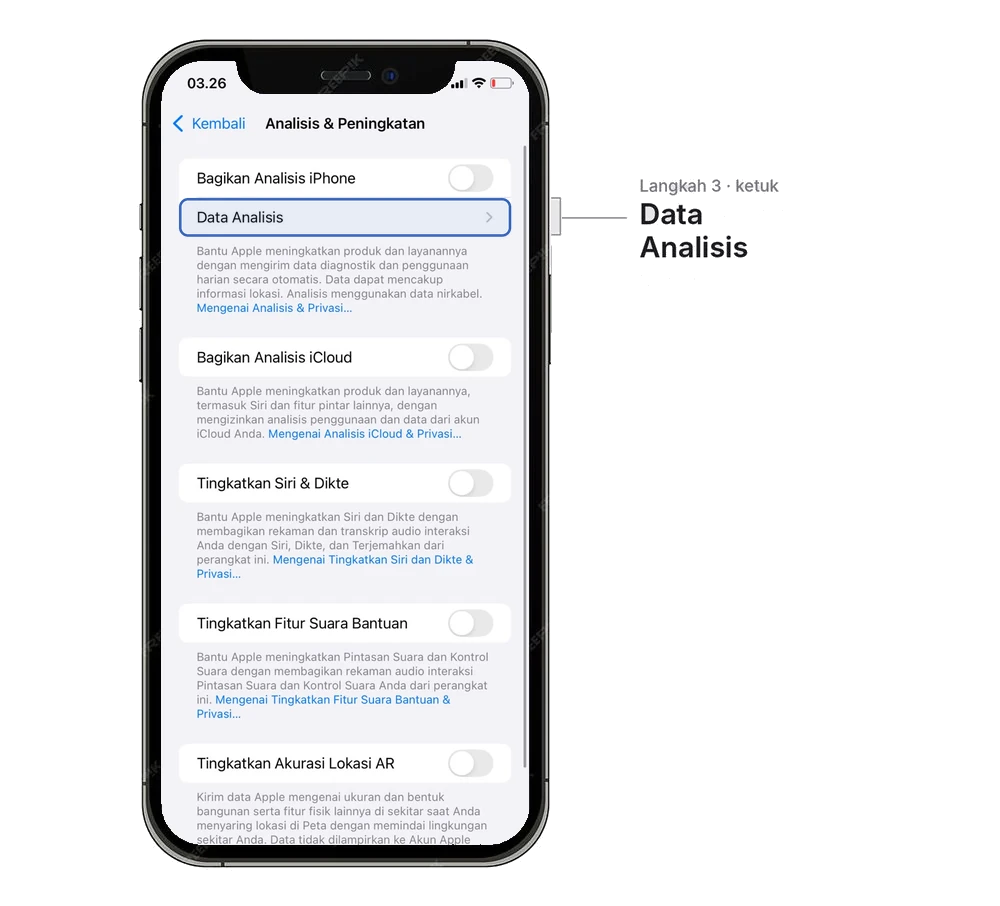 03.26
Kembali
Analisis & Peningkatan
Bagikan Analisis iPhone
Data Analisis
Bantu Apple meningkatkan produk dan layanannya
dengan mengirim data diagnostik dan penggunaan
harian secara otomatis. Data dapat mencakup
informasi lokasi. Analisis menggunakan data nirkabel.
Mengenai Analisis & Privasi...
Bagikan Analisis iCloud
Bantu Apple meningkatkan produk dan layanannya,
termasuk Siri dan fitur pintar lainnya, dengan
mengizinkan analisis penggunaan dan data dari akun
iCloud Anda. Mengenai Analisis iCloud & Privasi...
Tingkatkan Siri & Dikte
Bantu Apple meningkatkan Siri dan Dikte dengan
membagikan rekaman dan transkrip audio interaksi
Anda dengan Siri, Dikte, dan Terjemahkan dari
perangkat ini. Mengenai Tingkatkan Siri dan Dikte &
Privasi...
Tingkatkan Fitur Suara Bantuan
Bantu Apple meningkatkan Pintasan Suara dan Kontrol
Suara dengan membagikan rekaman audio interaksi
Pintasan Suara dan Kontrol Suara Anda dari perangkat
ini. Mengenai Tingkatkan Fitur Suara Bantuan &
Privasi...
Tingkatkan Akurasi Lokasi AR
Kirim data Apple mengenai ukuran dan bentuk
bangunan serta fitur fisik lainnya di sekitar saat Anda
menyaring lokasi di Peta dengan memindai lingkungan
sekitar Anda. Data tidak dilampirkan ke Akun Apple
Langkah 3 · ketuk
Data
Analisis